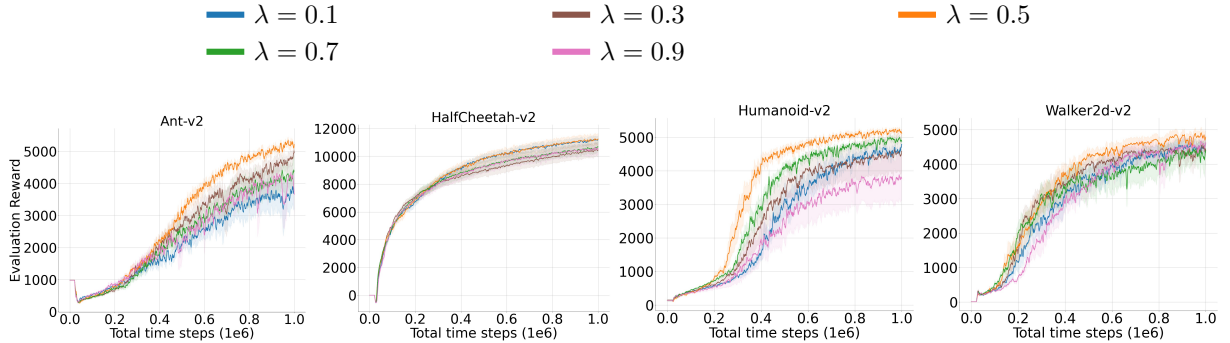 λ = 0.1 λ = 0.3 λ = 0.5
λ = 0.7 λ = 0.9
Ant-v2
Evaluation Reward
5000
4000
3000
2000
1000
0
0.0 0.2 0.4 0.6 0.8 1.0
Total time steps (1e6)
HalfCheetah-v2
12000
10000
8000
6000
4000
2000
0
0.0 0.2 0.4 0.6 0.8 1.0
Total time steps (1e6)
Humanoid-v2
5000
4000
3000
2000
1000
0
0.0 0.2 0.4 0.6 0.8 1.0
Total time steps (1e6)
Walker2d-v2
5000
4000
3000
2000
1000
0
0.0 0.2 0.4 0.6 0.8 1.0
Total time steps (1e6)